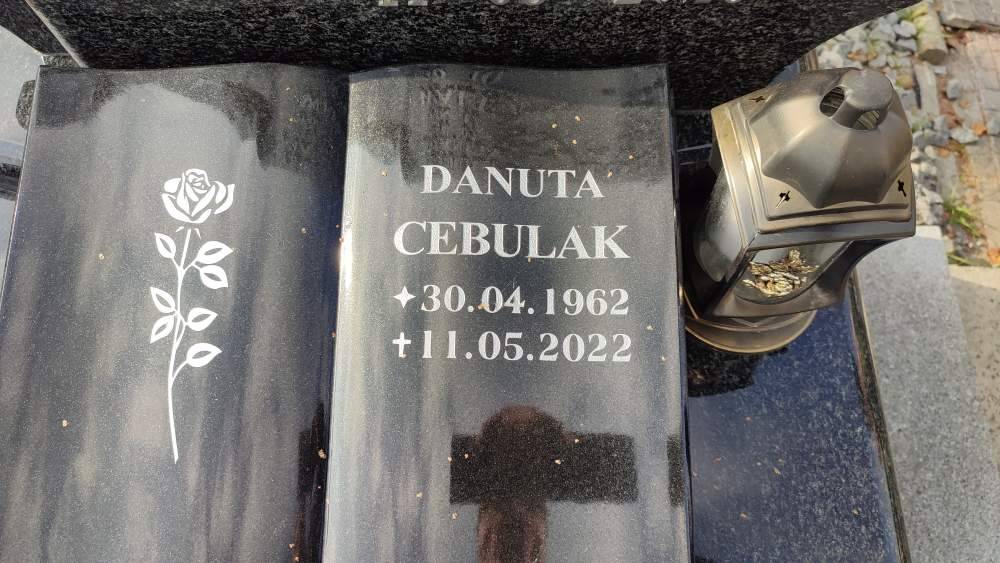 DANUTA
CEBULAK
✦30.04.1962
✝11.05.2022